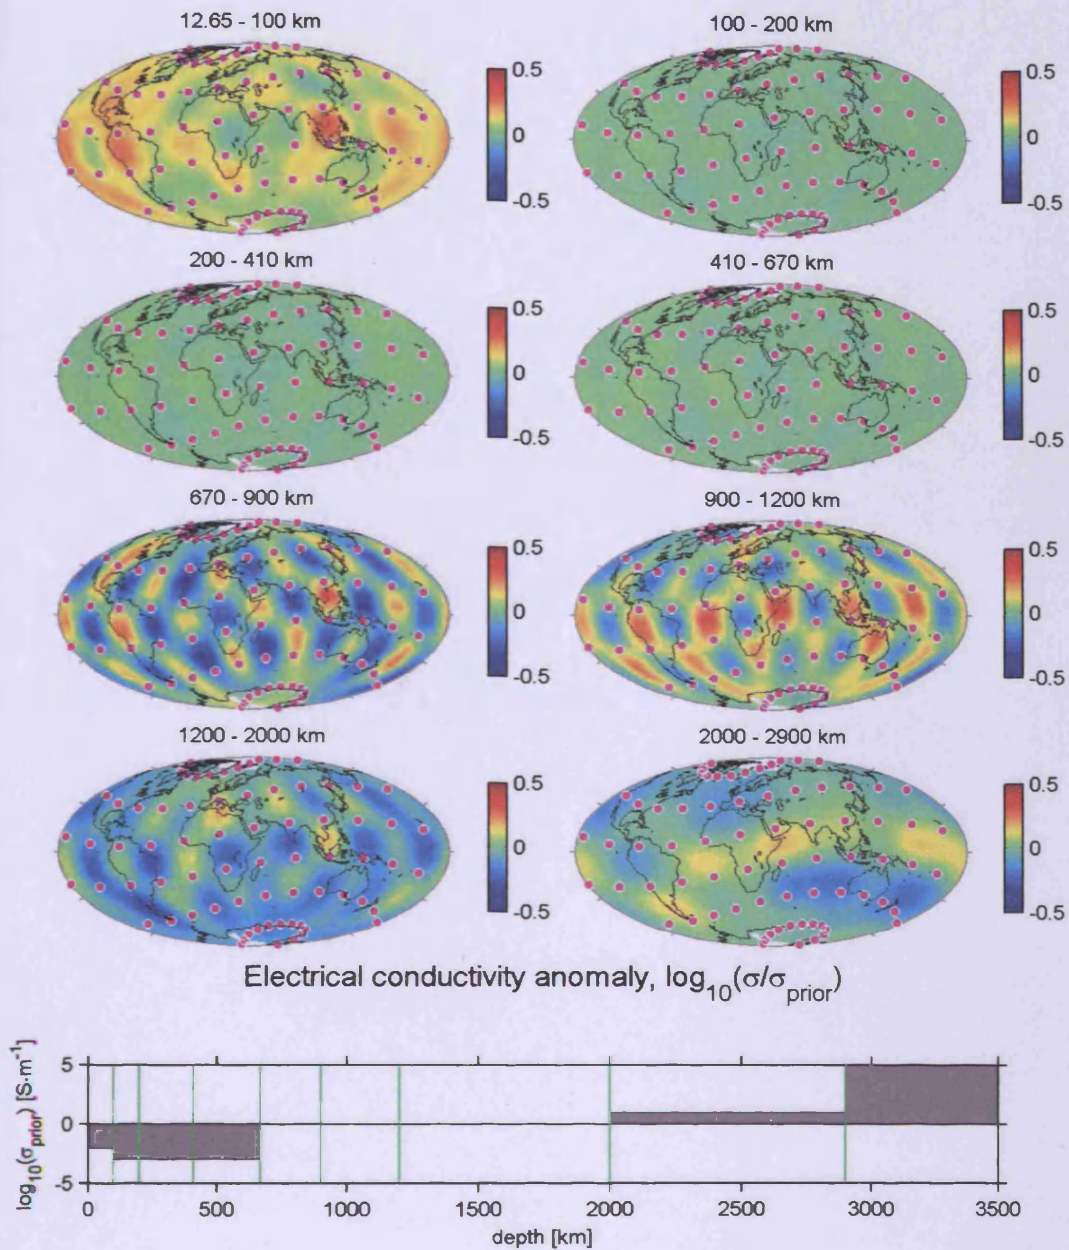 12.65 - 100 km
100 - 200 km
0.5
0
-0.5
0.5
0
-0.5
200 - 410 km
410 - 670 km
0.5
0
-0.5
0.5
0
-0.5
670 - 900 km
900 - 1200 km
0.5
0
-0.5
0.5
0
-0.5
1200 - 2000 km
2000 - 2900 km
0.5
0
-0.5
0.5
0
-0.5
Electrical conductivity anomaly, log₁₀(σ/σ_prior)
log₁₀(σ_prior) [S·m⁻¹]
5
0
-5
0 500 1000 1500 2000 2500 3000 3500
depth [km]